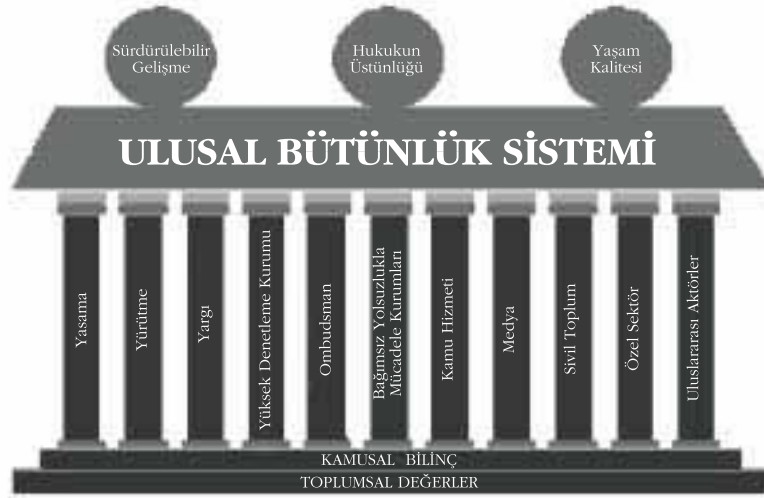 Sürdürülebilir
Gelişme
Hukukun
Üstünlüğü
Yaşam
Kalitesi
ULUSAL BÜTÜNLÜK SİSTEMİ
Yasama
Yürütme
Yargı
Yüksek Denetleme Kurumu
Ombudsman
Bağımsız Yolsuzlukla
Mücadele Kurumları
Kamu Hizmeti
Medya
Sivil Toplum
Özel Sektör
Uluslararası Aktörler
KAMUSAL BİLİNÇ
TOPLUMSAL DEĞERLER